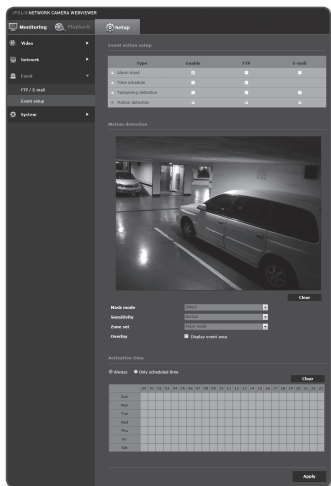 iPOLiS NETWORK CAMERA WEBVIEWER
Monitoring Playback Setup
Video
Network
Event
FTP / E-mail
Event setup
System
Event action setup
Type Enable FTP E-mail
Alarm input
Time schedule
Tampering detection
Motion detection
Motion detection
Clear
Mask mode Select
Sensitivity Normal
Zone set
Overlay Display event area
Activation time
Always Only scheduled time
Clear
00 01 02 03 04 05 06 07 08 09 10 11 12 13 14 15 16 17 18 19 20 21 22 23
Sun
Mon
Tue
Wed
Thu
Fri
Sat
Apply